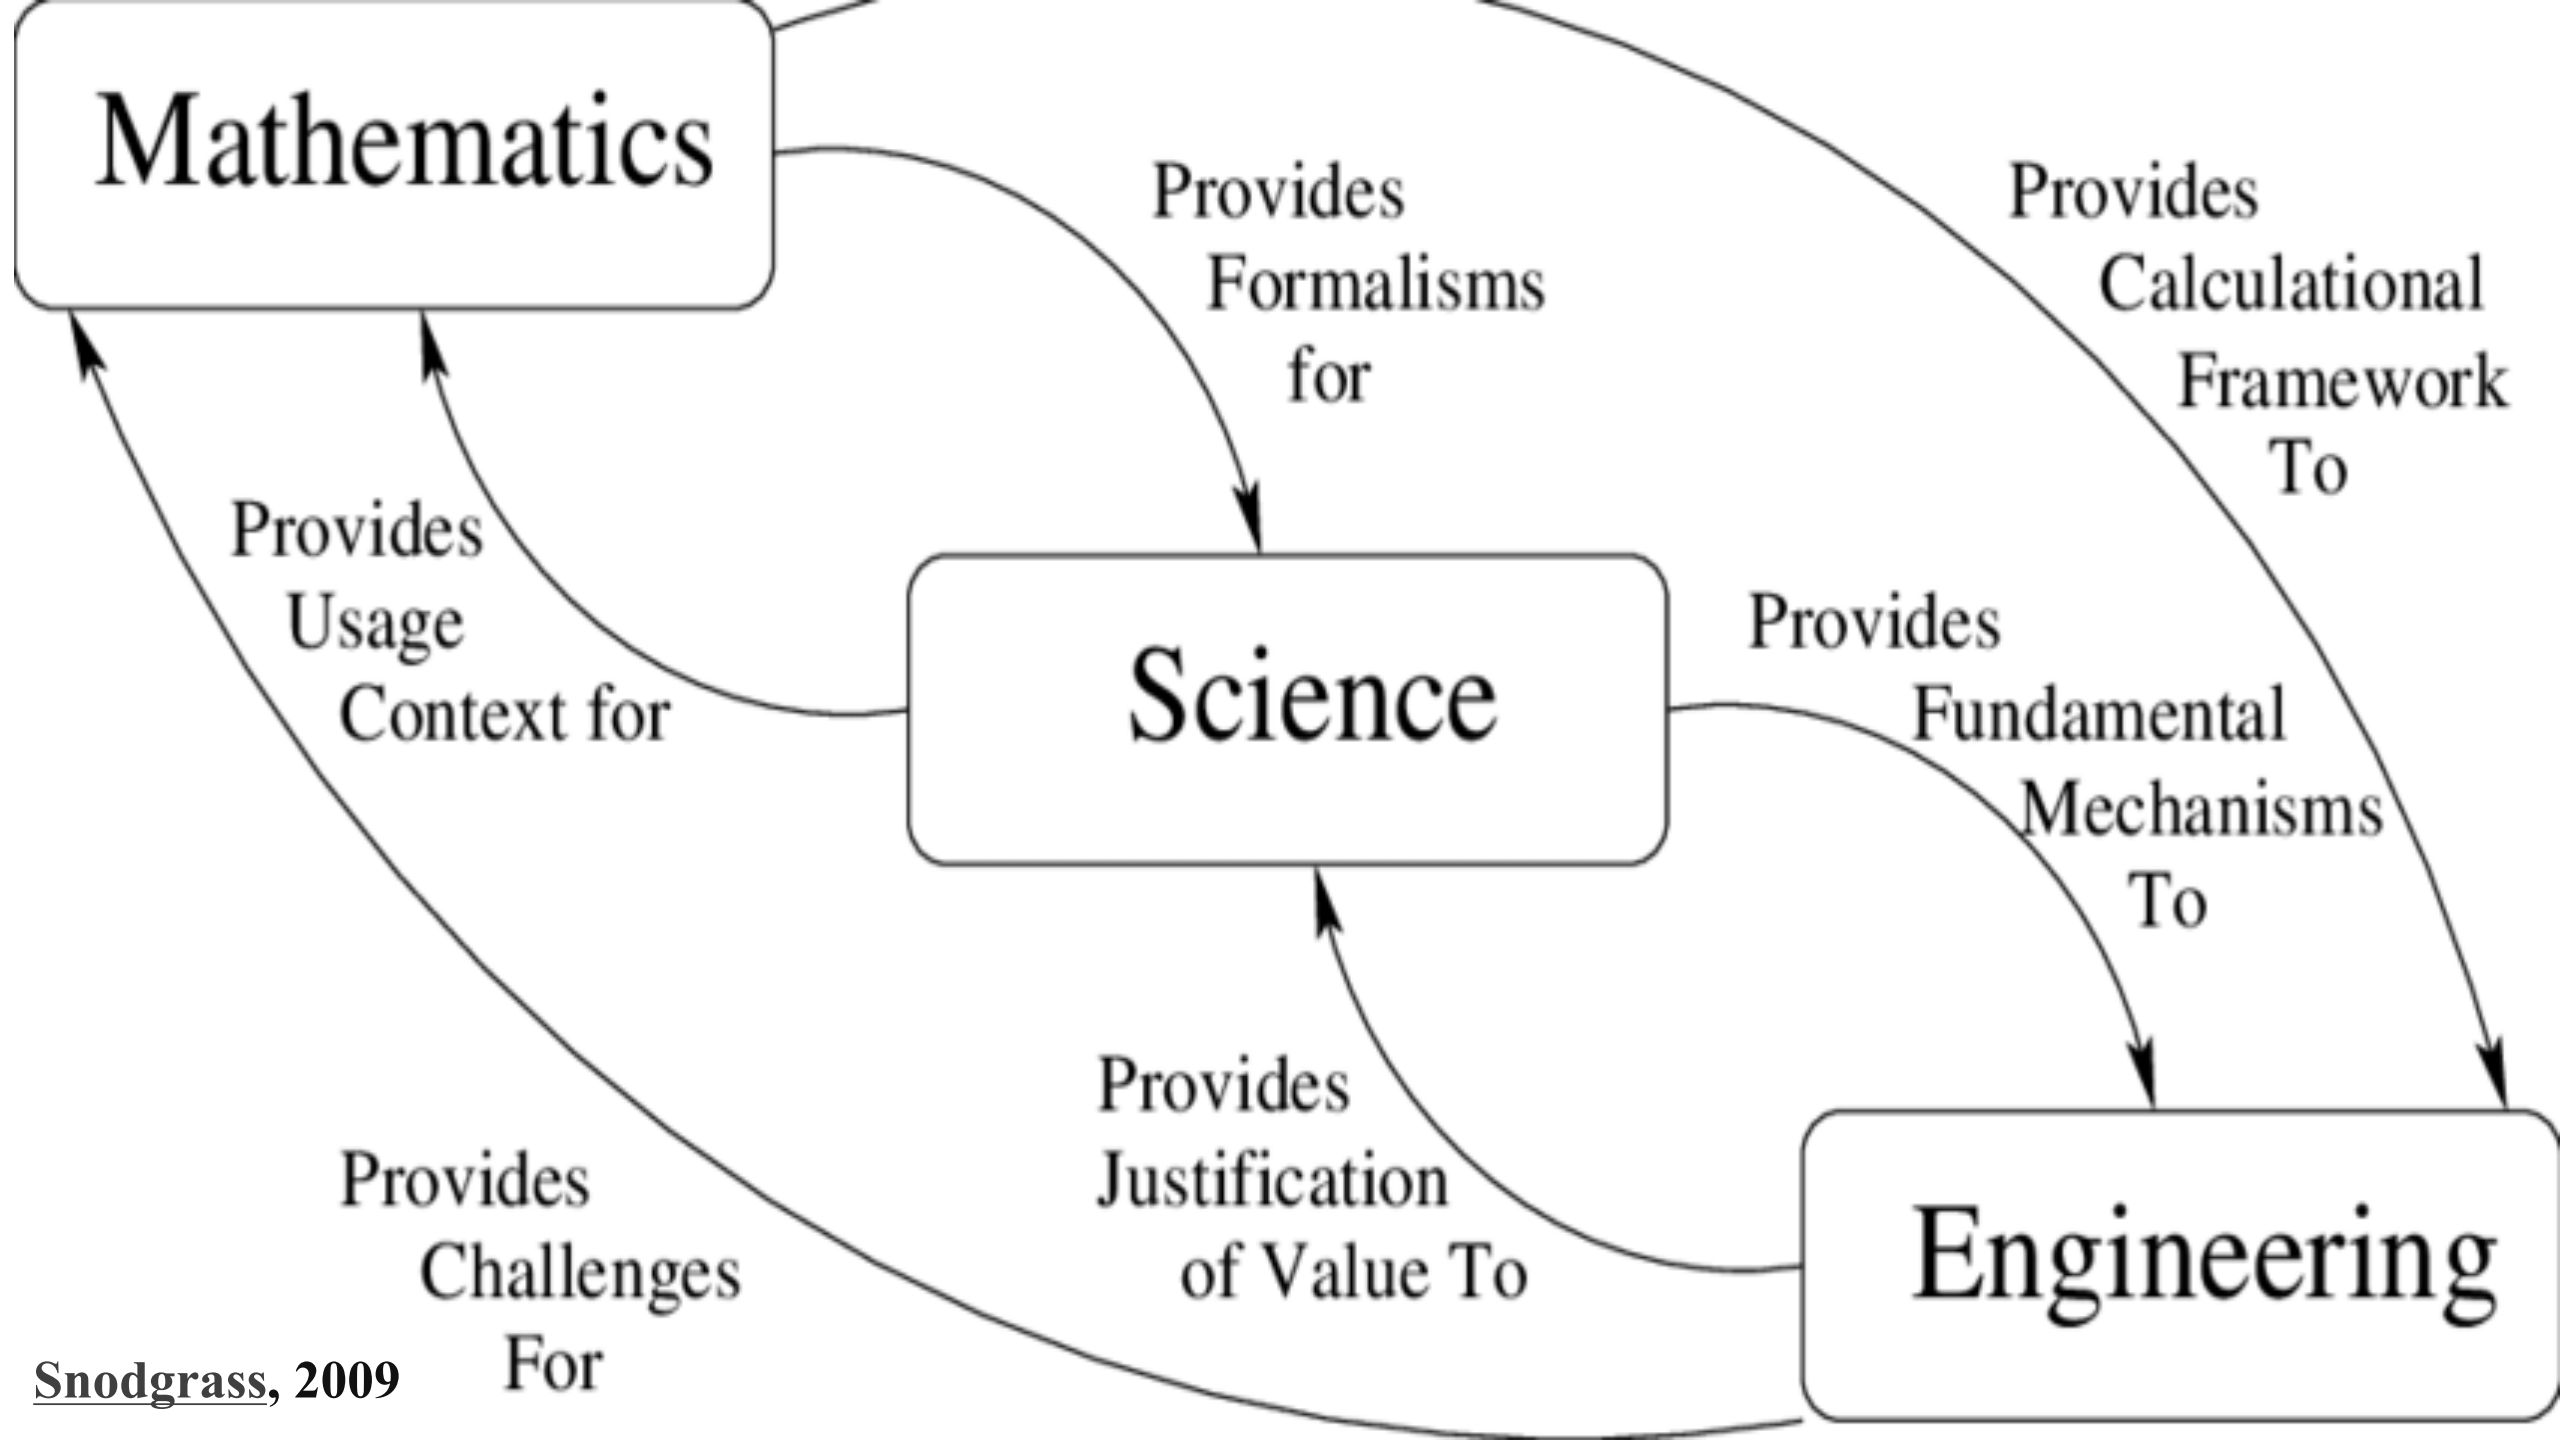 Mathematics
Provides
Formalisms
for
Provides
Calculational
Framework
To
Provides
Usage
Context for
Science
Provides
Fundamental
Mechanisms
To
Provides
Justification
of Value To
Provides
Challenges
For
Engineering
Snodgrass, 2009